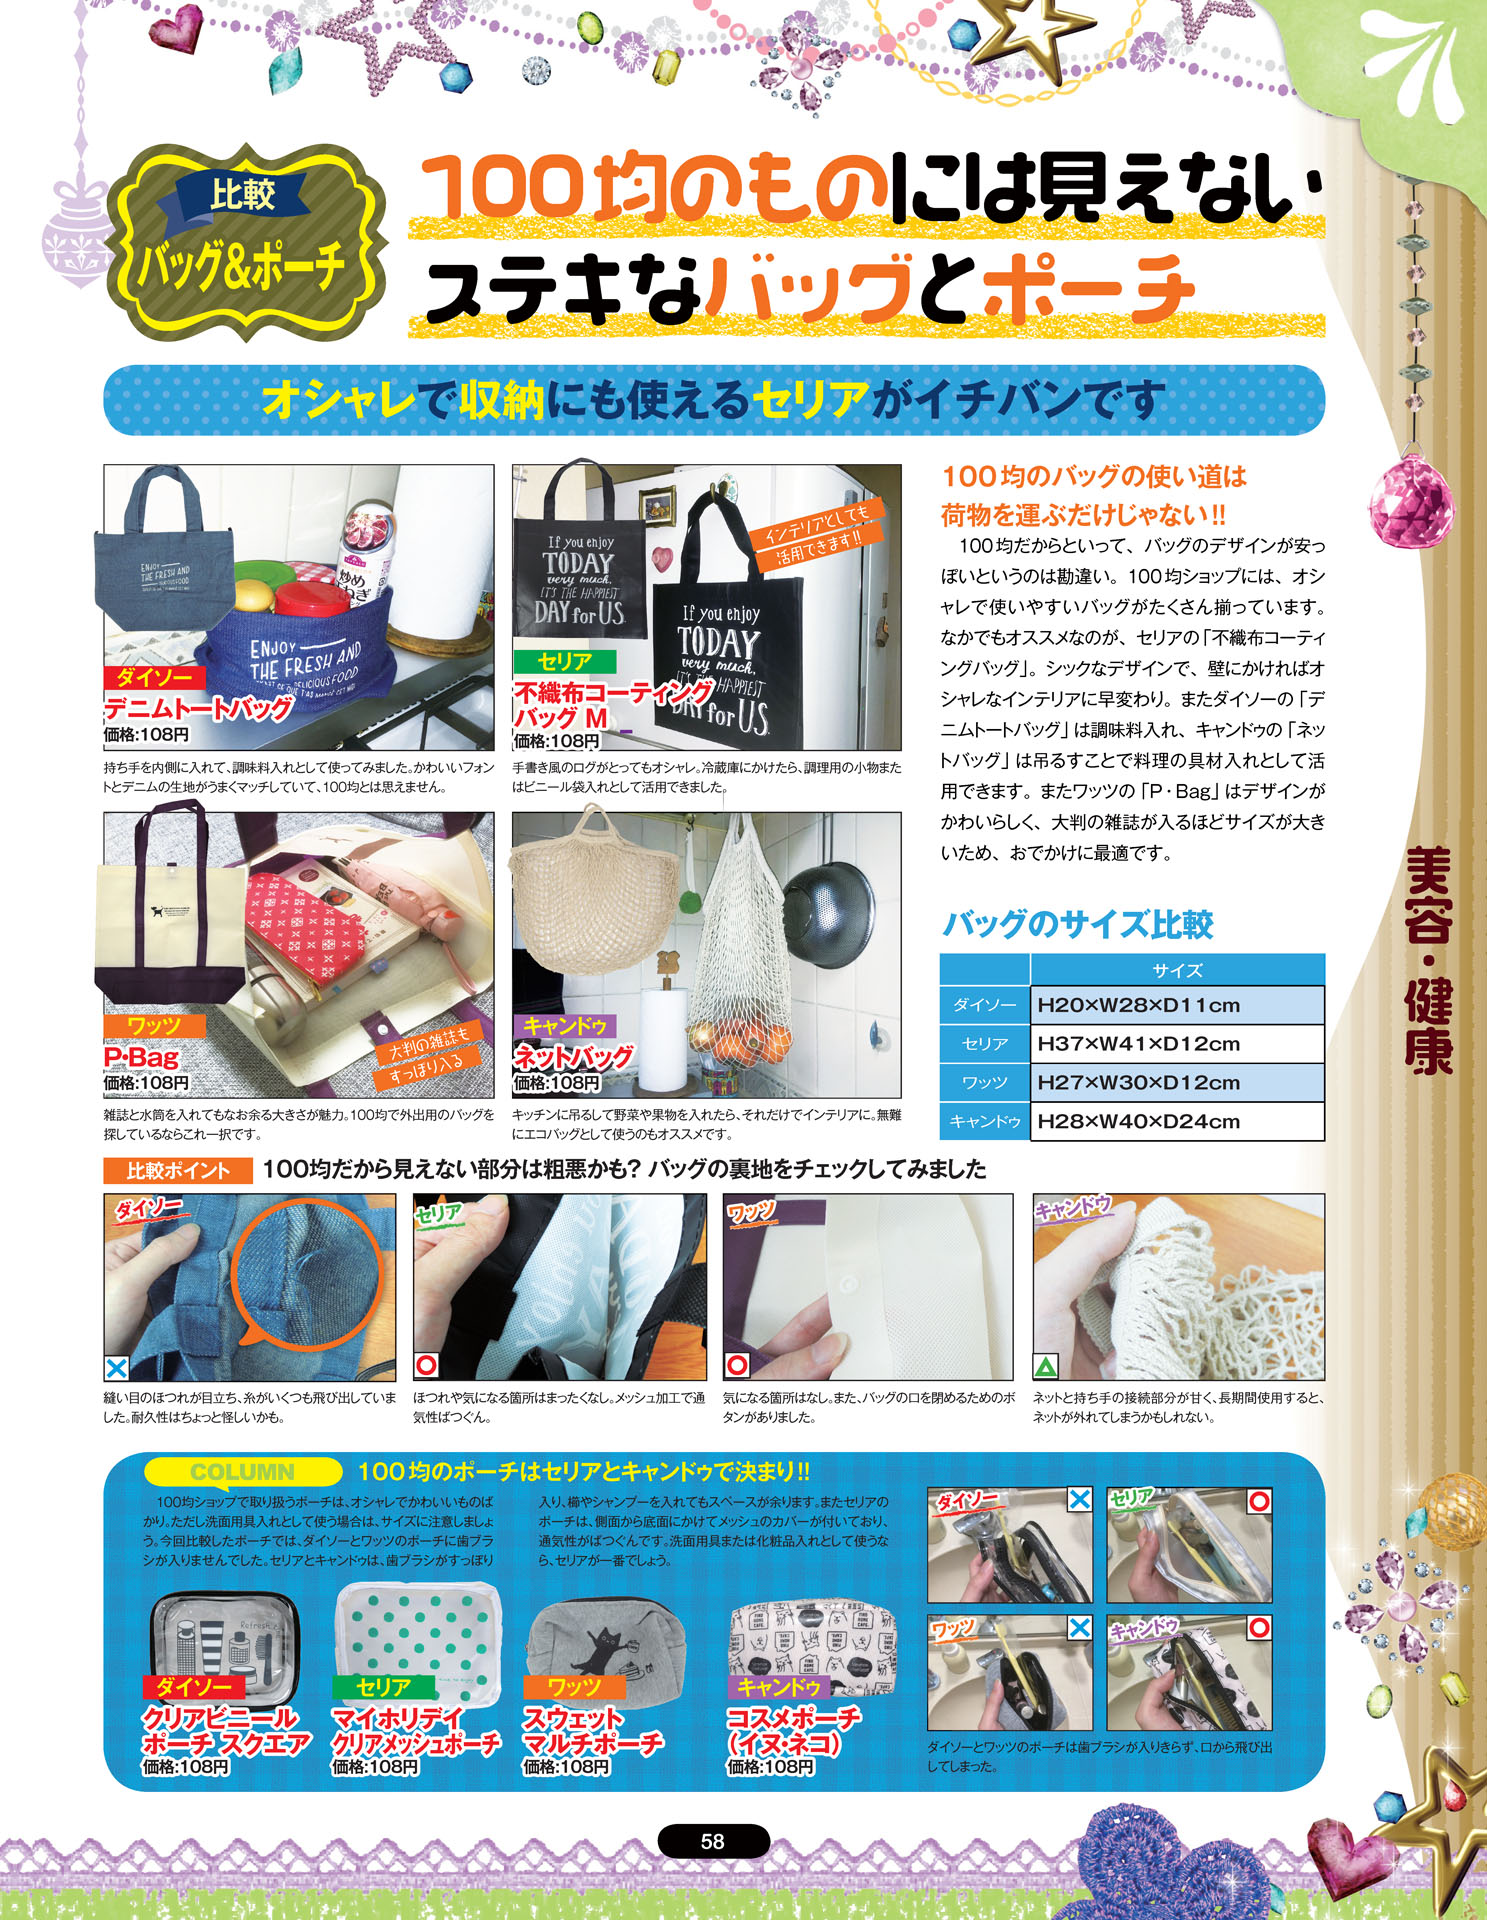 比較
バッグ&ポーチ
100均のものには見えない
ステキなバッグとポーチ
オシャレで収納にも使えるセリアがイチバンです
ENJOY
THE FRESH AND
ENJOY
THE FRESH AND
DELICIOUS FOOD
ダイソー
デニムトートバッグ
価格:108円
持ち手を内側に入れて、調味料入れとして使ってみました。かわいいフォン
トとデニムの生地がうまくマッチしていて、100均とは思えません。
If you enjoy
TODAY
very much,
IT'S THE HAPPIEST
DAY for US.
If you enjoy
TODAY
very much,
IT'S THE HAPPIEST
DAY for US.
インテリアとしても
活用できます!!
セリア
不織布コーティング
バッグ M
価格:108円
手書き風のログがとってもオシャレ。冷蔵庫にかけたら、調理用の小物また
はビニール袋入れとして活用できました。
ワッツ
P・Bag
価格:108円
大判の雑誌も
すっぽり入る
雑誌と水筒を入れてもなお余る大きさが魅力。100均で外出用のバッグを
探しているならこれ一択です。
キャンドゥ
ネットバッグ
価格:108円
キッチンに吊るして野菜や果物を入れたら、それだけでインテリアに。無難
にエコバッグとして使うのもオススメです。
100均のバッグの使い道は
荷物を運ぶだけじゃない!!
100均だからといって、バッグのデザインが安っ
ぽいというのは勘違い。100均ショップには、オシ
ャレで使いやすいバッグがたくさん揃っています。
なかでもオススメなのが、セリアの「不織布コーティ
ングバッグ」。シックなデザインで、壁にかければオ
シャレなインテリアに早変わり。またダイソーの「デ
ニムトートバッグ」は調味料入れ、キャンドゥの「ネッ
トバッグ」は吊るすことで料理の具材入れとして活
用できます。またワッツの「P・Bag」はデザインが
かわいらしく、大判の雑誌が入るほどサイズが大き
いため、おでかけに最適です。
バッグのサイズ比較
サイズ
ダイソー H20×W28×D11cm
セリア H37×W41×D12cm
ワッツ H27×W30×D12cm
キャンドゥ H28×W40×D24cm
美容・健康
比較ポイント 100均だから見えない部分は粗悪かも? バッグの裏地をチェックしてみました
ダイソー
縫い目のほつれが目立ち、糸がいくつも飛び出していま
した。耐久性はちょっと怪しいかも。
セリア
ほつれや気になる箇所はまったくなし。メッシュ加工で通
気性ばつぐん。
ワッツ
気になる箇所はなし。また、バッグの口を閉めるためのボ
タンがありました。
キャンドゥ
ネットと持ち手の接続部分が甘く、長期間使用すると、
ネットが外れてしまうかもしれない。
COLUMN 100均のポーチはセリアとキャンドゥで決まり!!
100均ショップで取り扱うポーチは、オシャレでかわいいものば
かり。ただし洗面用具入れとして使う場合は、サイズに注意しましょ
う。今回比較したポーチでは、ダイソーとワッツのポーチに歯ブラ
シが入りませんでした。セリアとキャンドゥは、歯ブラシがすっぽり
入り、櫛やシャンプーを入れてもスペースが余ります。またセリアの
ポーチは、側面から底面にかけてメッシュのカバーが付いており、
通気性がばつぐんです。洗面用具または化粧品入れとして使うな
ら、セリアが一番でしょう。
ダイソー
クリアビニール
ポーチ スクエア
価格:108円
セリア
マイホリデイ
クリアメッシュポーチ
価格:108円
ワッツ
スウェット
マルチポーチ
価格:108円
キャンドゥ
コスメポーチ
(イヌ・ネコ)
価格:108円
ダイソー
セリア
ワッツ
キャンドゥ
ダイソーとワッツのポーチは歯ブラシが入りきらず、口から飛び出
してしまった。
58